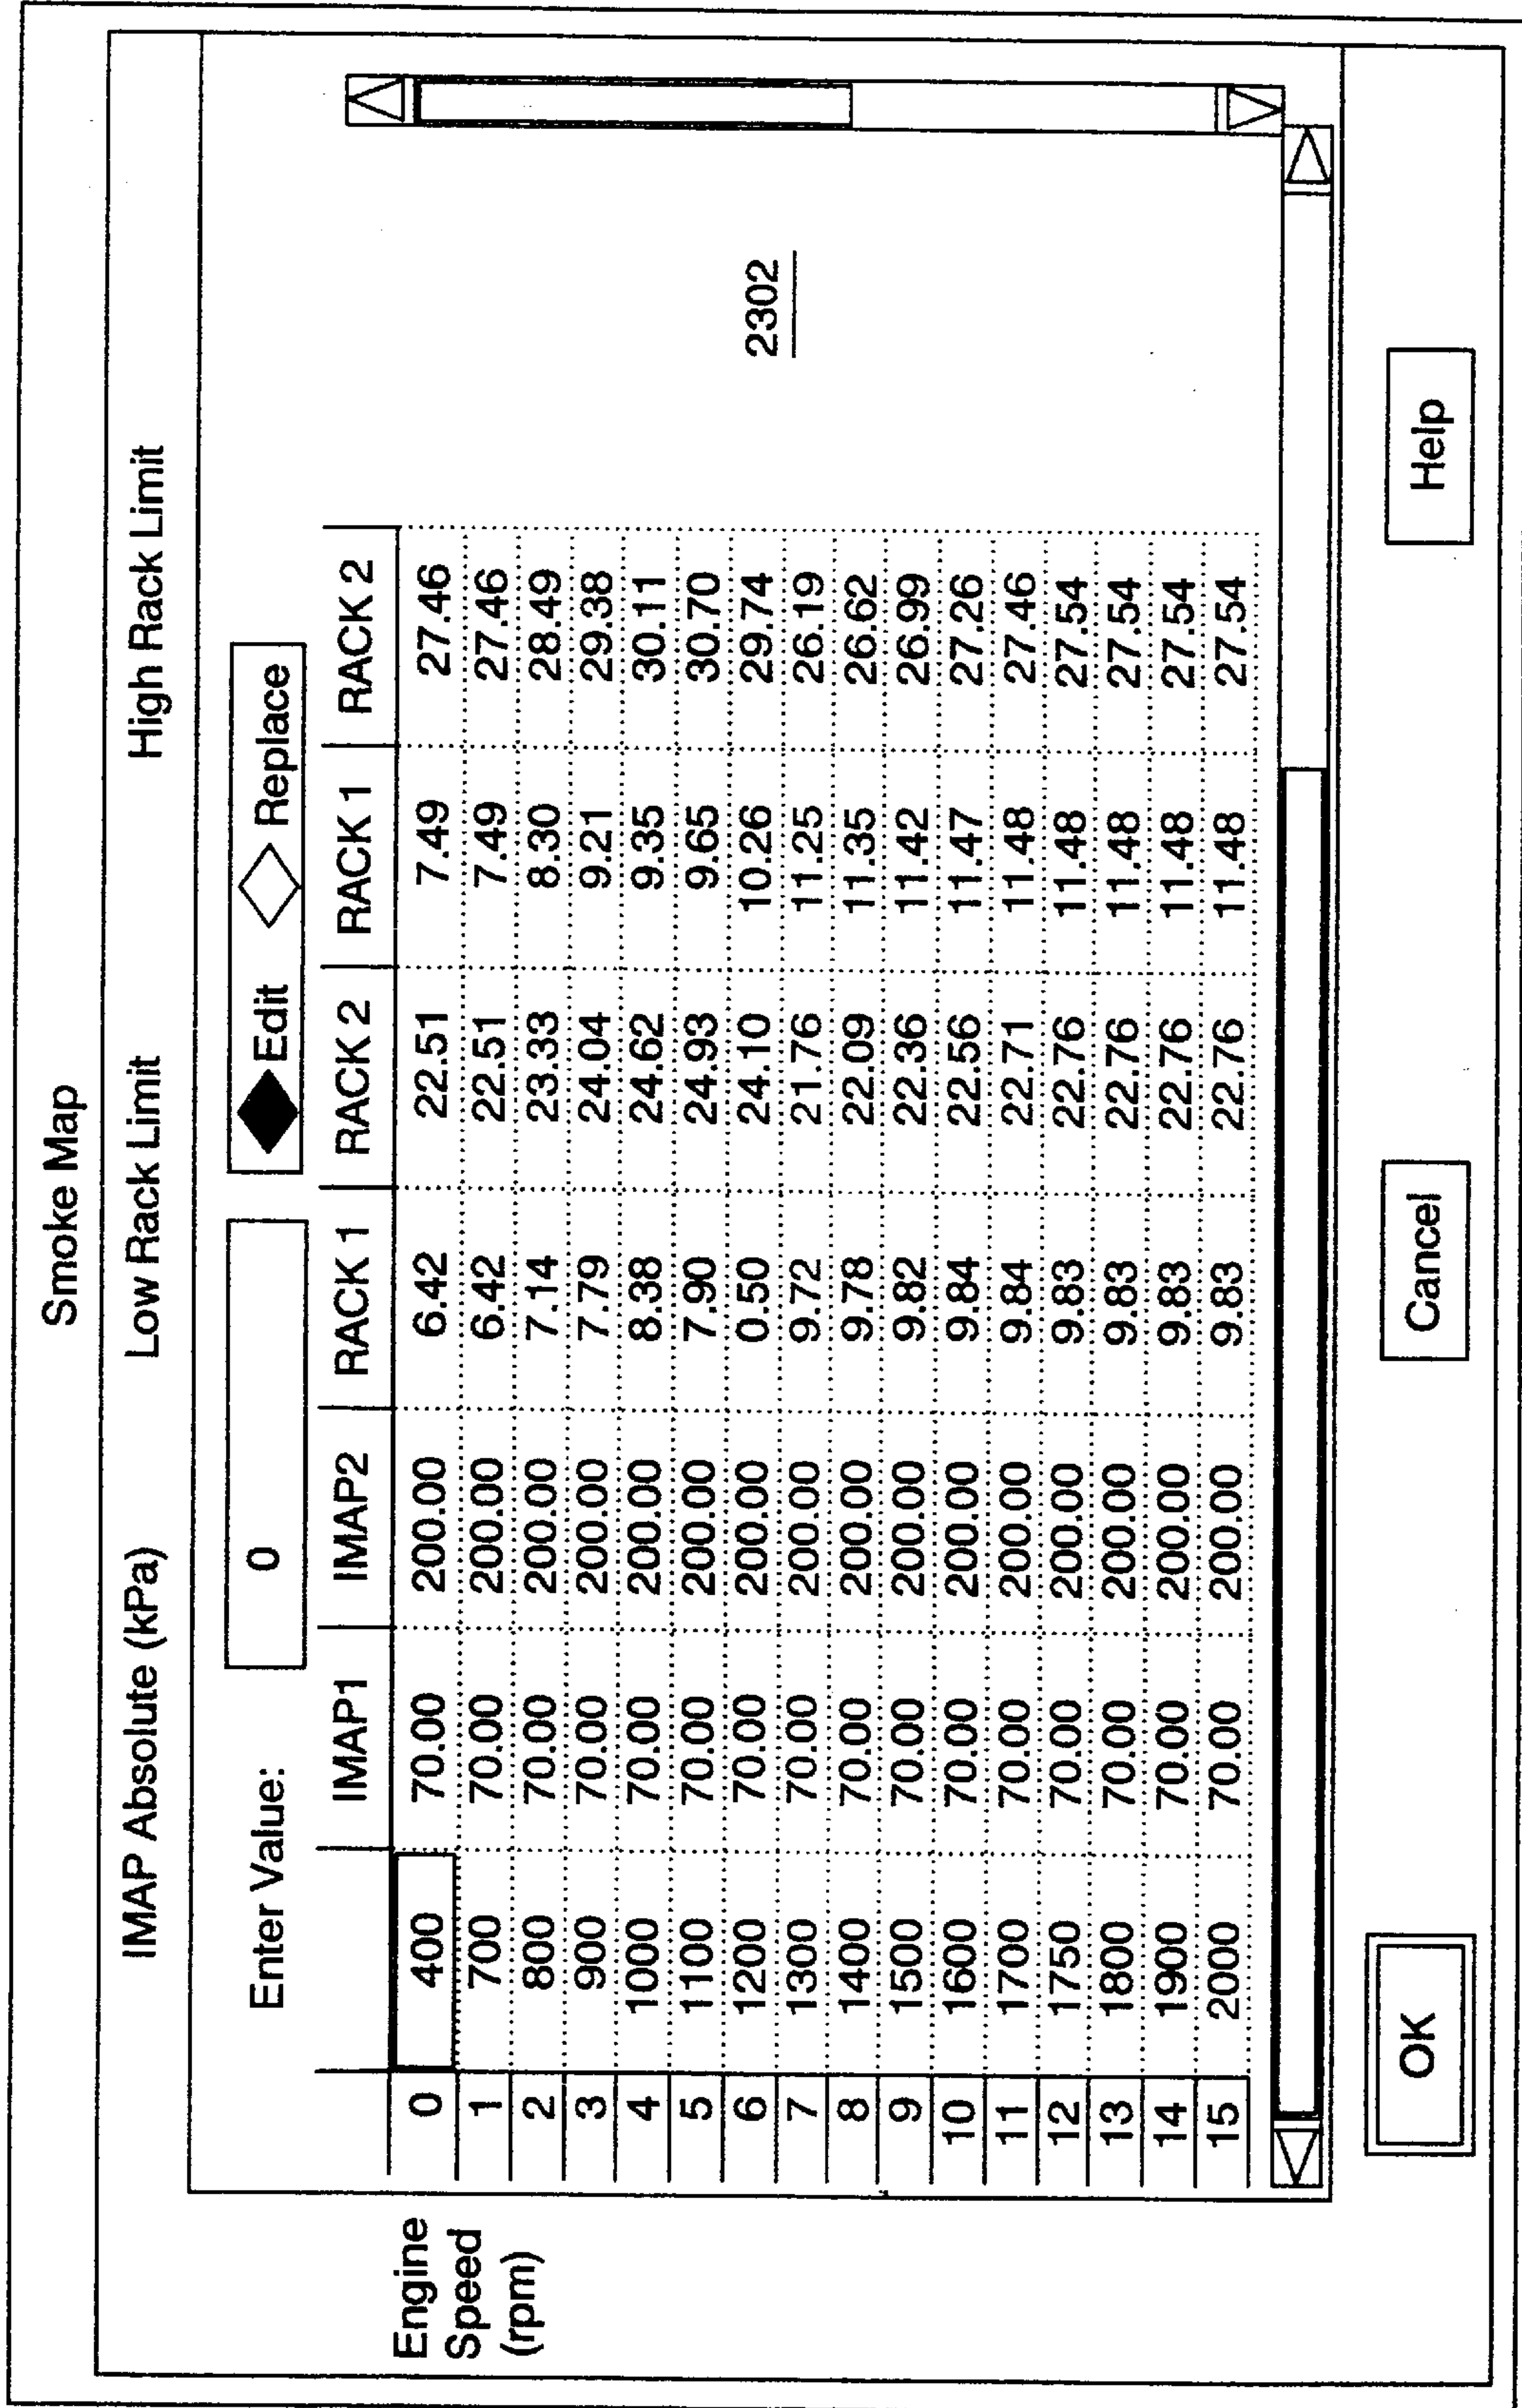 Smoke Map
IMAP Absolute (kPa) Low Rack Limit High Rack Limit
Enter Value: 0 Edit Replace
IMAP1 IMAP2 RACK 1 RACK 2 RACK 1 RACK 2
Engine
Speed
(rpm)
0 400 70.00 200.00 6.42 22.51 7.49 27.46
1 700 70.00 200.00 6.42 22.51 7.49 27.46
2 800 70.00 200.00 7.14 23.33 8.30 28.49
3 900 70.00 200.00 7.79 24.04 9.21 29.38
4 1000 70.00 200.00 8.38 24.62 9.35 30.11
5 1100 70.00 200.00 7.90 24.93 9.65 30.70
6 1200 70.00 200.00 0.50 24.10 10.26 29.74
7 1300 70.00 200.00 9.72 21.76 11.25 26.19
8 1400 70.00 200.00 9.78 22.09 11.35 26.62
9 1500 70.00 200.00 9.82 22.36 11.42 26.99
10 1600 70.00 200.00 9.84 22.56 11.47 27.26
11 1700 70.00 200.00 9.84 22.71 11.48 27.46
12 1750 70.00 200.00 9.83 22.76 11.48 27.54
13 1800 70.00 200.00 9.83 22.76 11.48 27.54
14 1900 70.00 200.00 9.83 22.76 11.48 27.54
15 2000 70.00 200.00 9.83 22.76 11.48 27.54
2302
OK Cancel Help